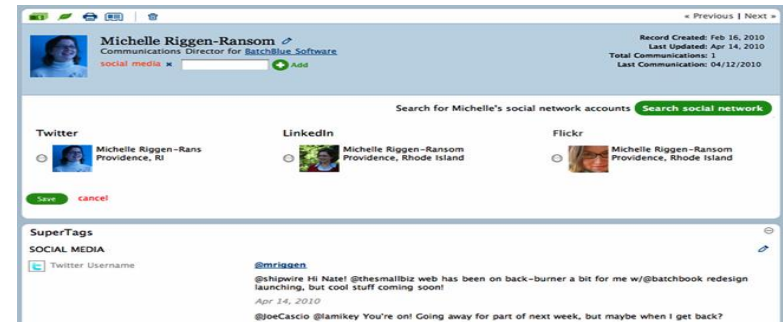 « Previous | Next »
Michelle Riggen-Ransom
Communications Director for BatchBlue Software
social media x
Add
Record Created: Feb 16, 2010
Last Updated: Apr 14, 2010
Total Communications: 1
Last Communication: 04/12/2010
Search for Michelle's social network accounts Search social network
Twitter LinkedIn Flickr
Michelle Riggen-Rans Michelle Riggen-Ransom Michelle Riggen-Ransom
Providence, RI Providence, Rhode Island Providence, Rhode Island
Save cancel
SuperTags
SOCIAL MEDIA
Twitter Username @mriggen
@shipwire Hi Nate! @thesmallbiz web has been on back-burner a bit for me w/@batchbook redesign
launching, but cool stuff coming soon!
Apr 14, 2010
@JoeCascio @lamikey You're on! Going away for part of next week, but maybe when I get back?